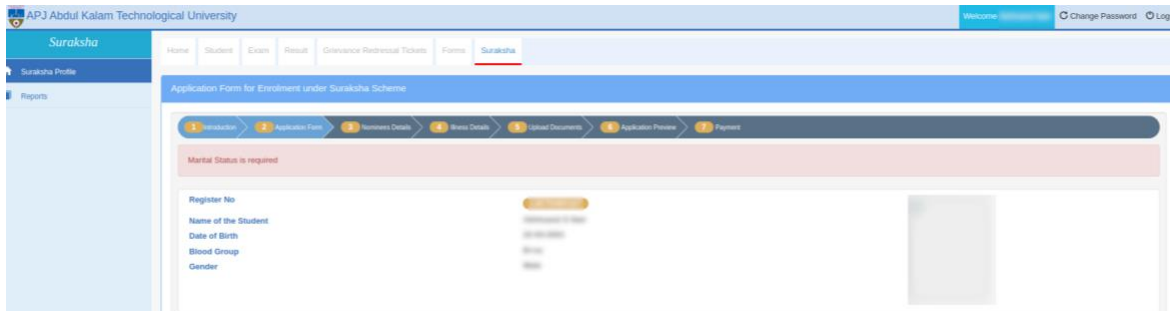 APJ Abdul Kalam Technological University
Welcome
Change Password
Log
Suraksha
Home Student Exam Result Grievance Redressal Tickets Forms Suraksha
Suraksha Profile
Reports
Application Form for Enrolment under Suraksha Scheme
1 Introduction 2 Application Form 3 Nominees Details 4 Illness Details 5 Upload Documents 6 Application Preview 7 Payment
Marital Status is required
Register No
Name of the Student
Date of Birth
Blood Group
Gender